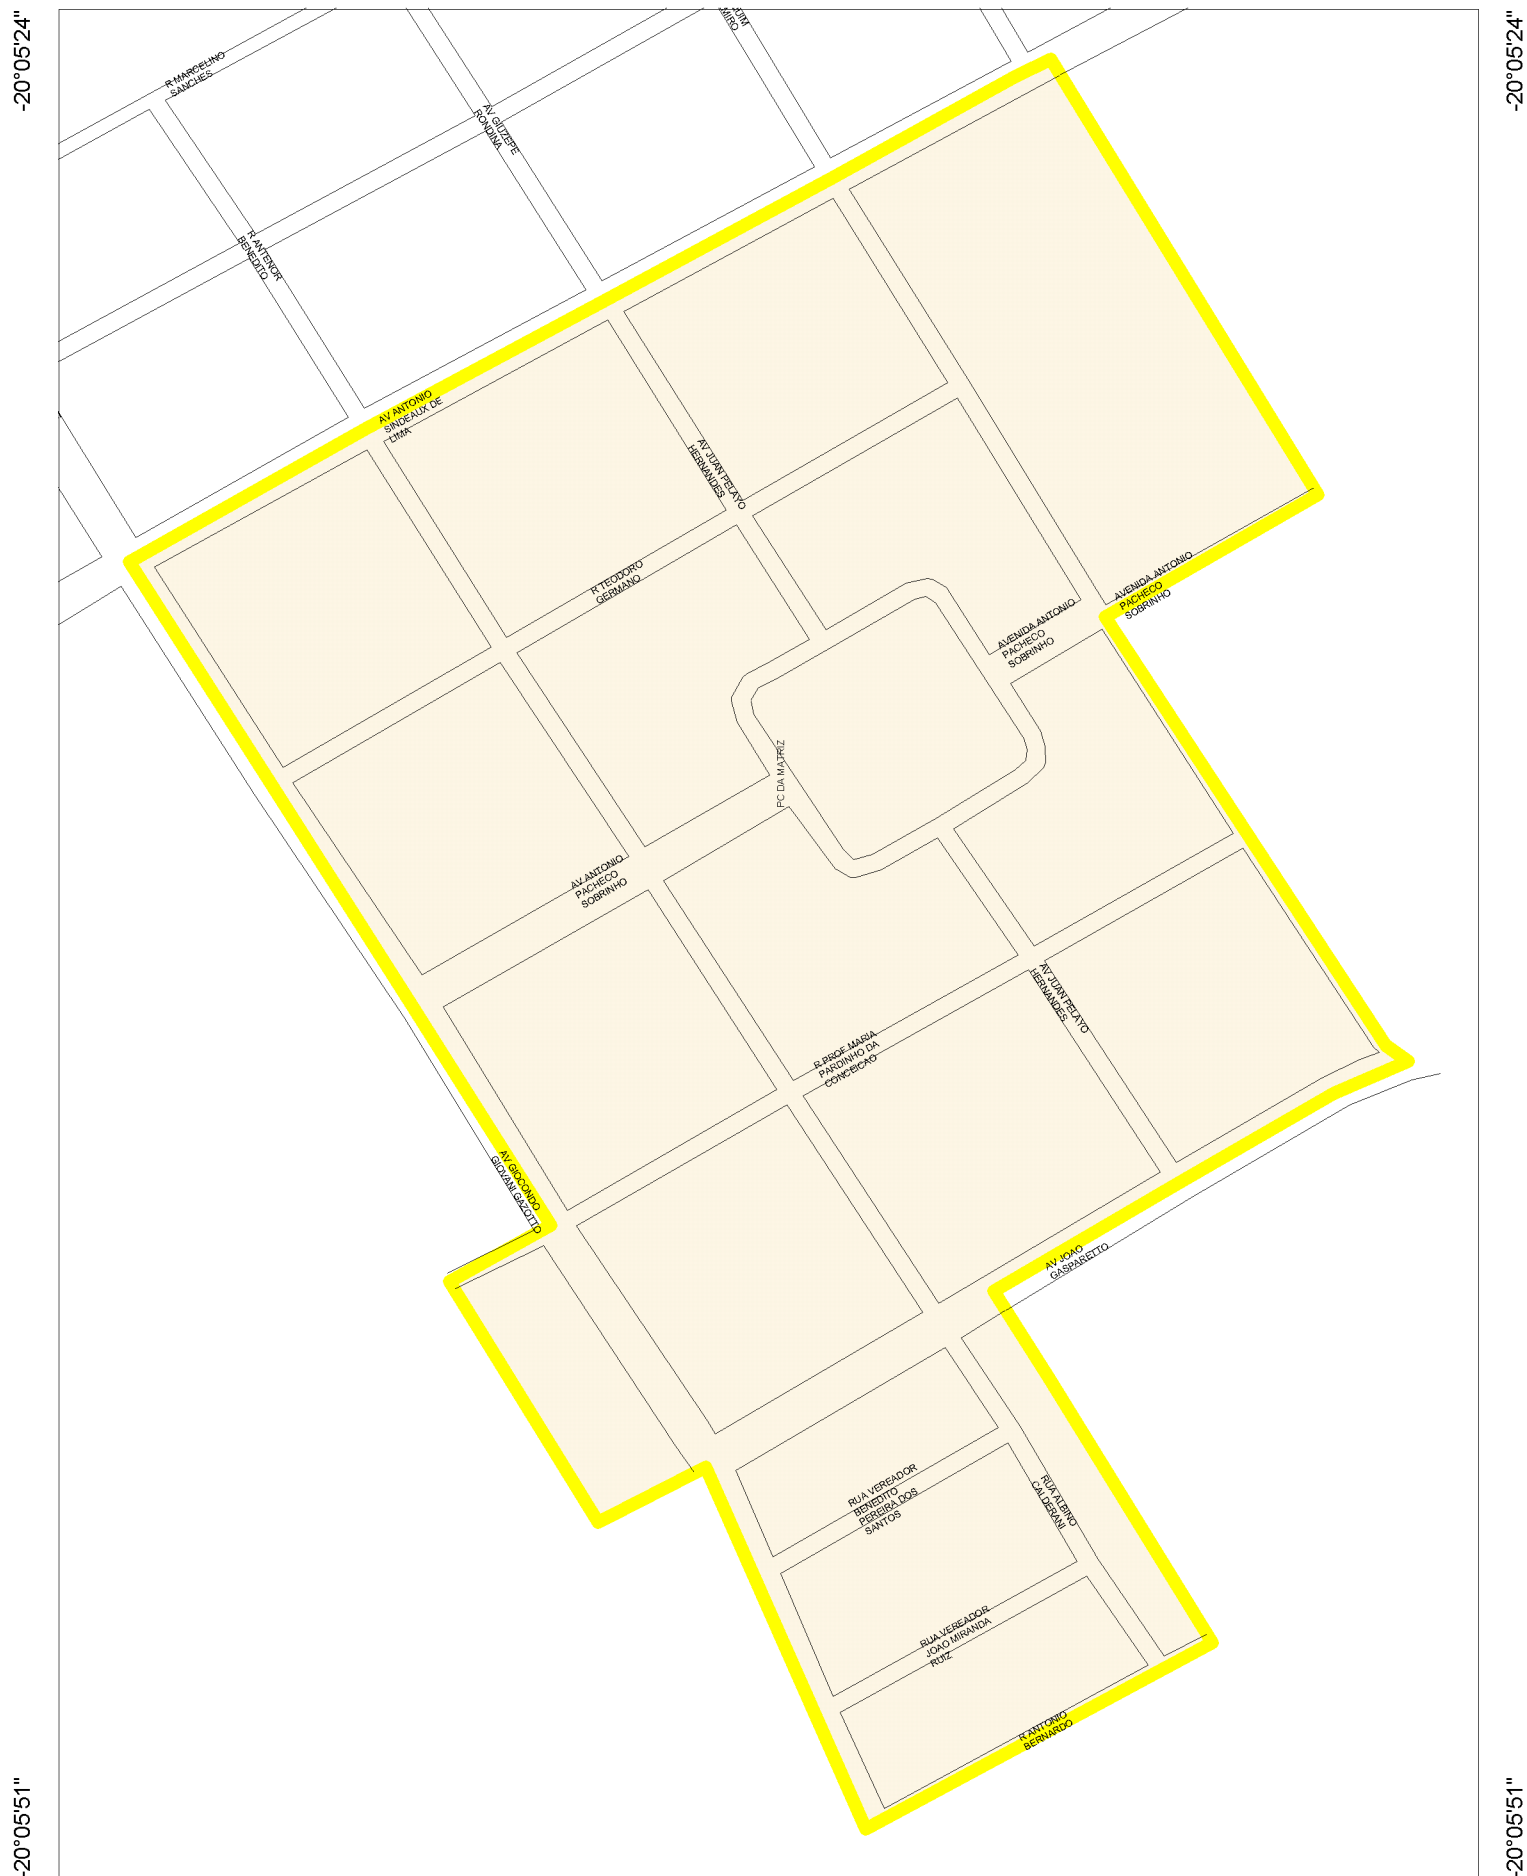 -20°05'24"
-20°05'24"
R MARCELINO
SANCHES
AV GIUZEPE
RONDINA
R ANTENOR
BENEDITO
AV ANTONIO
SINDEAUX DE
LIMA
AV JUAN PELAYO
HERNANDES
R TEODORO
GERMANO
AVENIDA ANTONIO
PACHECO
SOBRINHO
AVENIDA ANTONIO
PACHECO
SOBRINHO
PC DA MATRIZ
AV ANTONIO
PACHECO
SOBRINHO
AV JUAN PELAYO
HERNANDES
R PROF MARIA
PARDINHO DA
CONCEICAO
AV GIOCONDO
GIOVANI GAZOTTO
AV JOAO
GASPARETTO
RUA VEREADOR
BENEDITO
PEREIRA DOS
SANTOS
RUA ALBINO
CALDERANI
RUA VEREADOR
JOAO MIRANDA
RUIZ
R ANTONIO
BERNARDO
-20°05'51"
-20°05'51"